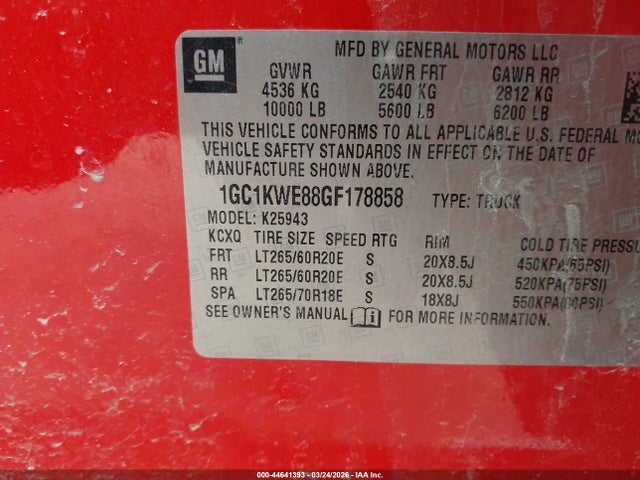 GM
MFD BY GENERAL MOTORS LLC
GVWR GAWR FRT GAWR RR
4536 KG 2540 KG 2812 KG
10000 LB 5600 LB 6200 LB
THIS VEHICLE CONFORMS TO ALL APPLICABLE U.S. FEDERAL MO
VEHICLE SAFETY STANDARDS IN EFFECT ON THE DATE OF
MANUFACTURE SHOWN ABOVE.
1GC1KWE88GF178858 TYPE: TRUCK
MODEL: K25943
KCXQ TIRE SIZE SPEED RTG RIM COLD TIRE PRESSU
FRT LT265/60R20E S 20X8.5J 450KPA(65PSI)
RR LT265/60R20E S 20X8.5J 520KPA(75PSI)
SPA LT265/70R18E S 18X8J 550KPA(80PSI)
SEE OWNER'S MANUAL i FOR MORE INFORMATION.
000-44641393 — 03/24/2026 — IAA Inc.